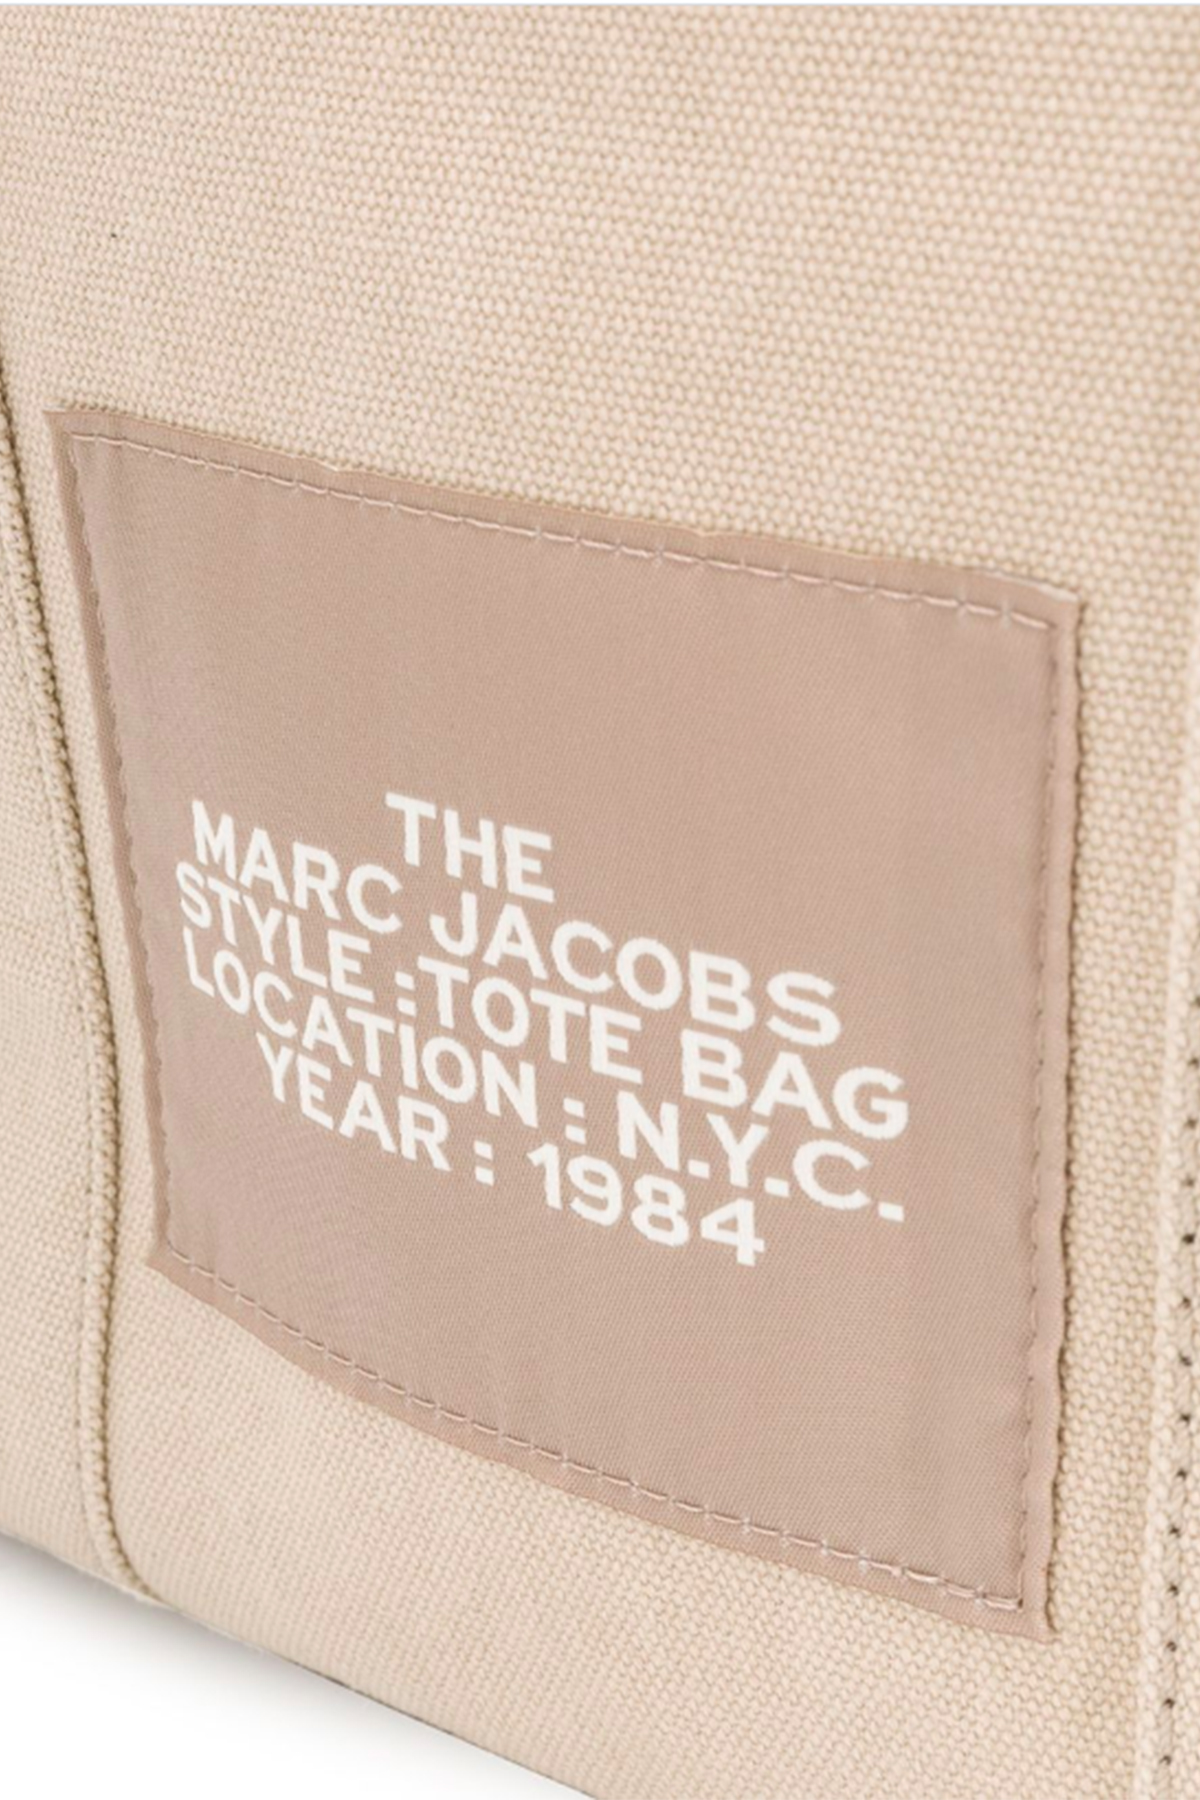 THE
MARC JACOBS
STYLE :TOTE BAG
LOCATION : N.Y.C.
YEAR : 1984